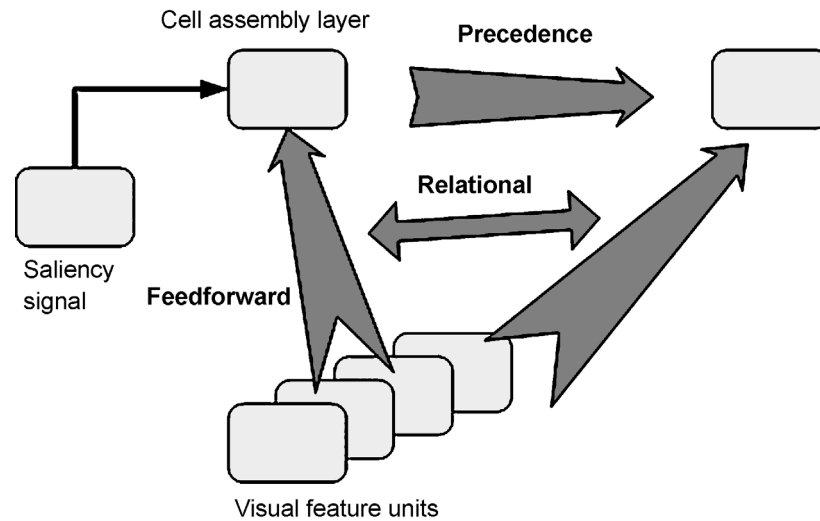 Cell assembly layer
Precedence
Relational
Saliency
signal
Feedforward
Visual feature units